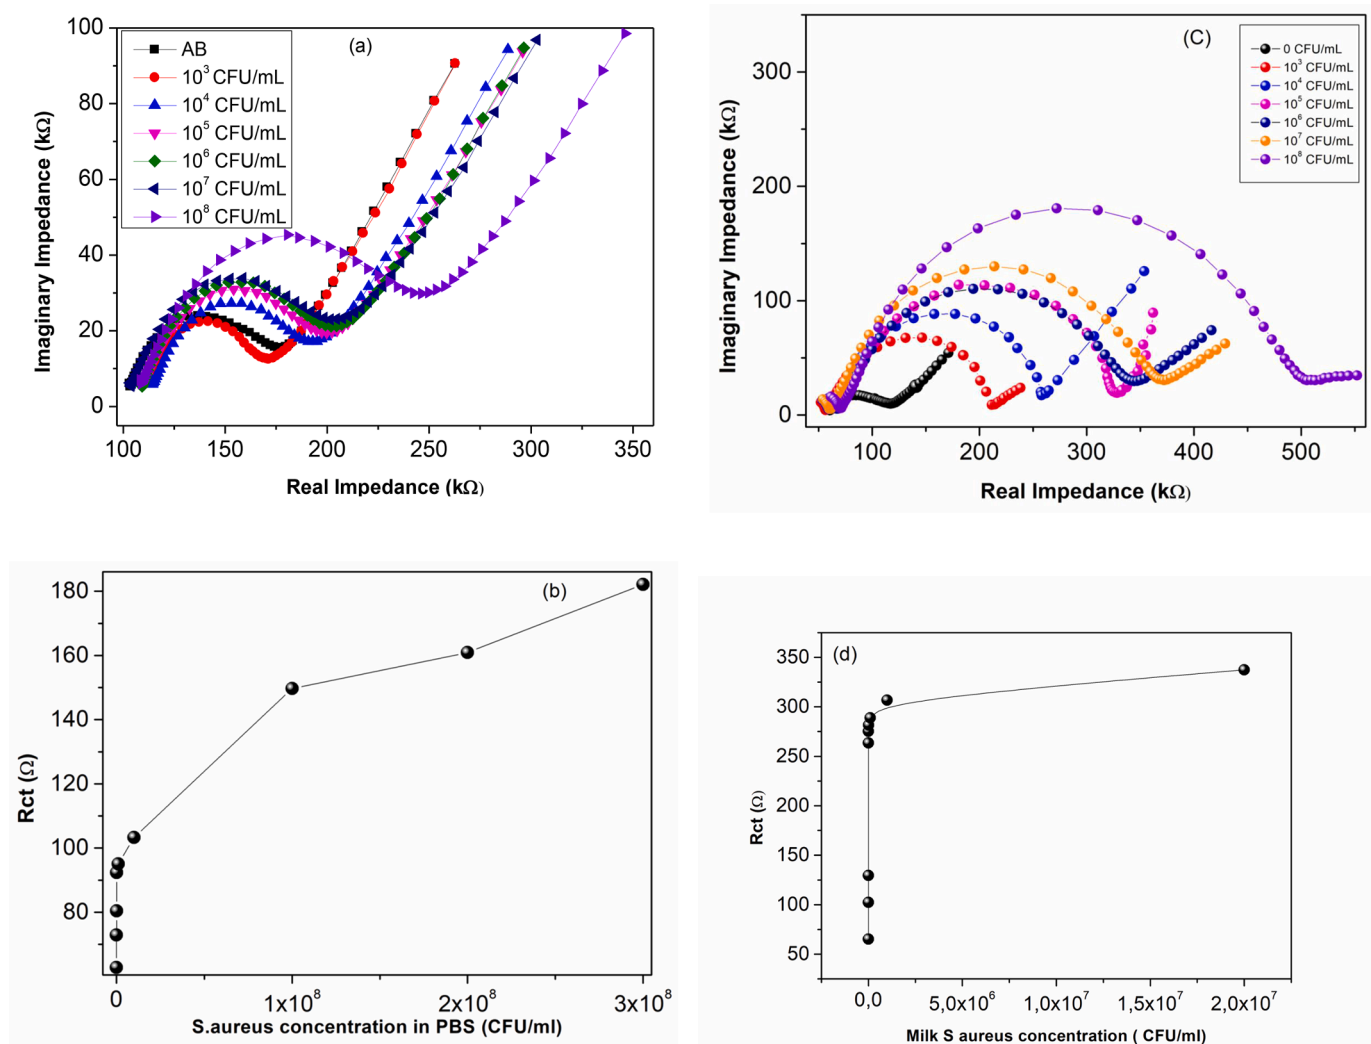 (a)
AB
10³ CFU/mL
10⁴ CFU/mL
10⁵ CFU/mL
10⁶ CFU/mL
10⁷ CFU/mL
10⁸ CFU/mL
100
80
60
40
20
0
Imaginary Impedance (kΩ)
100 150 200 250 300 350
Real Impedance (kΩ)
(C)
0 CFU/mL
10³ CFU/mL
10⁴ CFU/mL
10⁵ CFU/mL
10⁶ CFU/mL
10⁷ CFU/mL
10⁸ CFU/mL
300
200
100
0
Imaginary Impedance (kΩ)
100 200 300 400 500
Real Impedance (kΩ)
(b)
180
160
140
120
100
80
Rct (Ω)
0 1x10⁸ 2x10⁸ 3x10⁸
S.aureus concentration in PBS (CFU/ml)
(d)
350
300
250
200
150
100
50
Rct (Ω)
0,0 5,0x10⁶ 1,0x10⁷ 1,5x10⁷ 2,0x10⁷
Milk S aureus concentration ( CFU/ml)